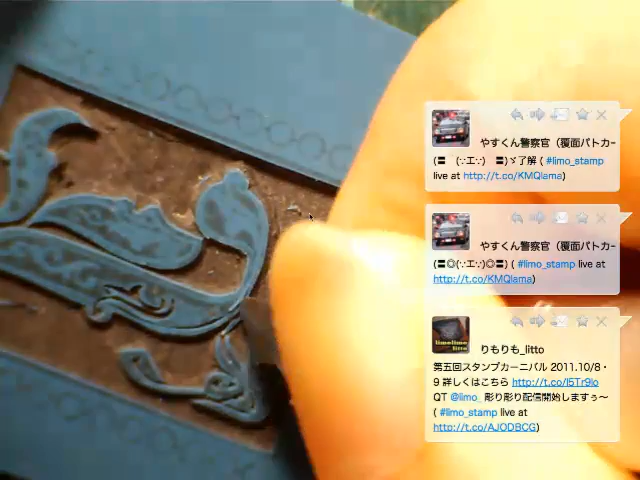 やすくん警察官（覆面パトカー
(〓　(∵エ∵)　〓)ゞ了解 ( #limo_stamp
live at http://t.co/KMQlama)
やすくん警察官（覆面パトカー
(〓◎(∵エ∵)◎〓) ( #limo_stamp live at
http://t.co/KMQlama)
limolimo
litto
りもりも_litto
第五回スタンプカーニバル 2011.10/8・
9 詳しくはこちら http://t.co/l5Tr9lo
QT @limo_ 彫り彫り配信開始しますぅ〜
( #limo_stamp live at
http://t.co/AJODBCG)